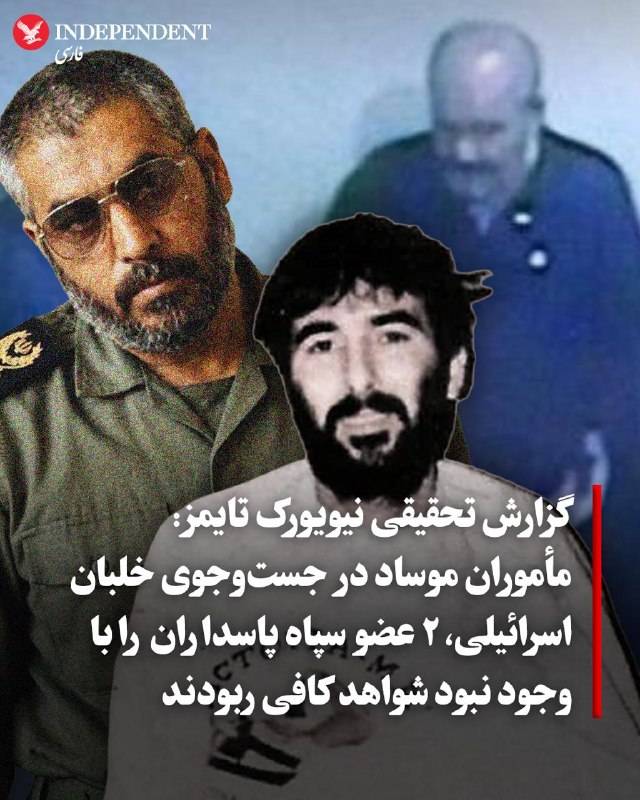 INDEPENDENT
فارسی
گزارش تحقیقی نیویورک تایمز:
مأموران موساد در جست‌وجوی خلبان
اسرائیلی، ۲ عضو سپاه پاسداران را با
وجود نبود شواهد کافی ربودند